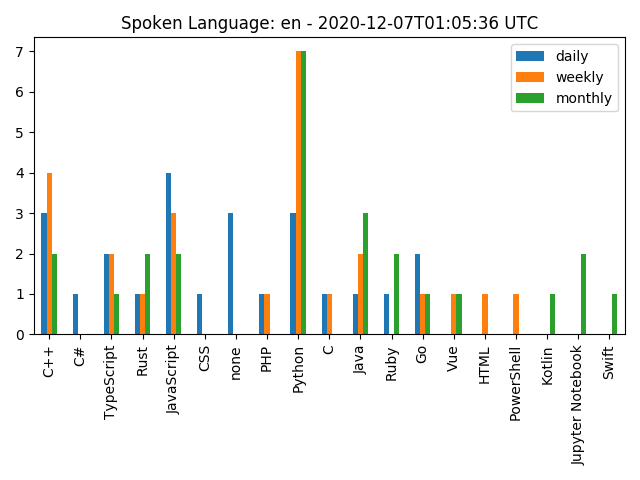 Spoken Language: en - 2020-12-07T01:05:36 UTC
daily
weekly
monthly
7
6
5
4
3
2
1
0
C++
C#
TypeScript
Rust
JavaScript
CSS
none
PHP
Python
C
Java
Ruby
Go
Vue
HTML
PowerShell
Kotlin
Jupyter Notebook
Swift